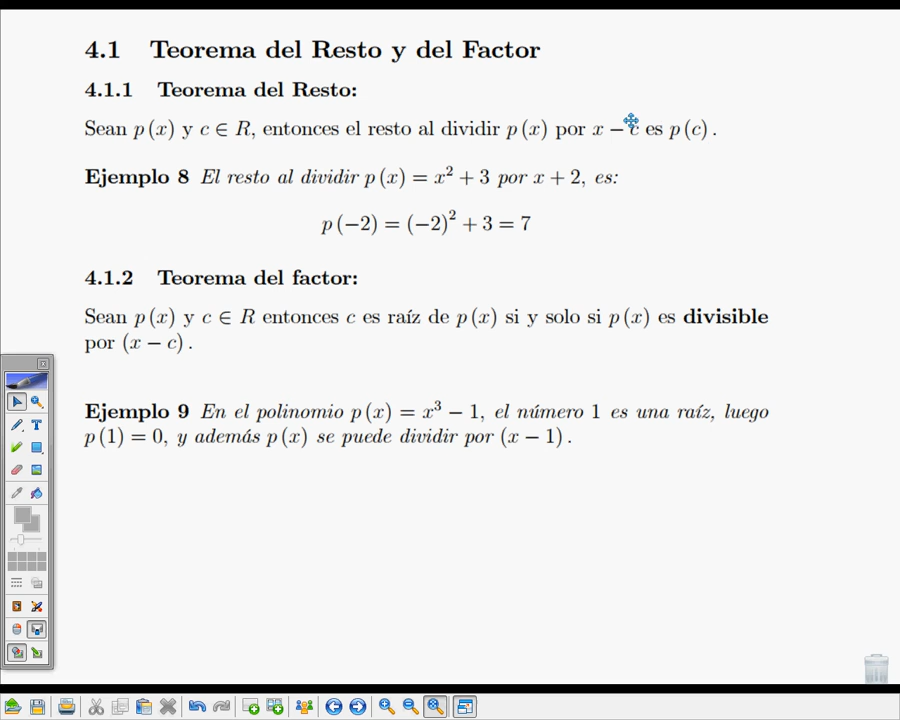 4.1 Teorema del Resto y del Factor
4.1.1 Teorema del Resto:
Sean p (x) y c ∈ R, entonces el resto al dividir p (x) por x − c es p (c) .
Ejemplo 8 El resto al dividir p (x) = x² + 3 por x + 2, es:
p (−2) = (−2)² + 3 = 7
4.1.2 Teorema del factor:
Sean p (x) y c ∈ R entonces c es raíz de p (x) si y solo si p (x) es divisible
por (x − c) .
Ejemplo 9 En el polinomio p (x) = x³ − 1, el número 1 es una raíz, luego
p (1) = 0, y además p (x) se puede dividir por (x − 1) .